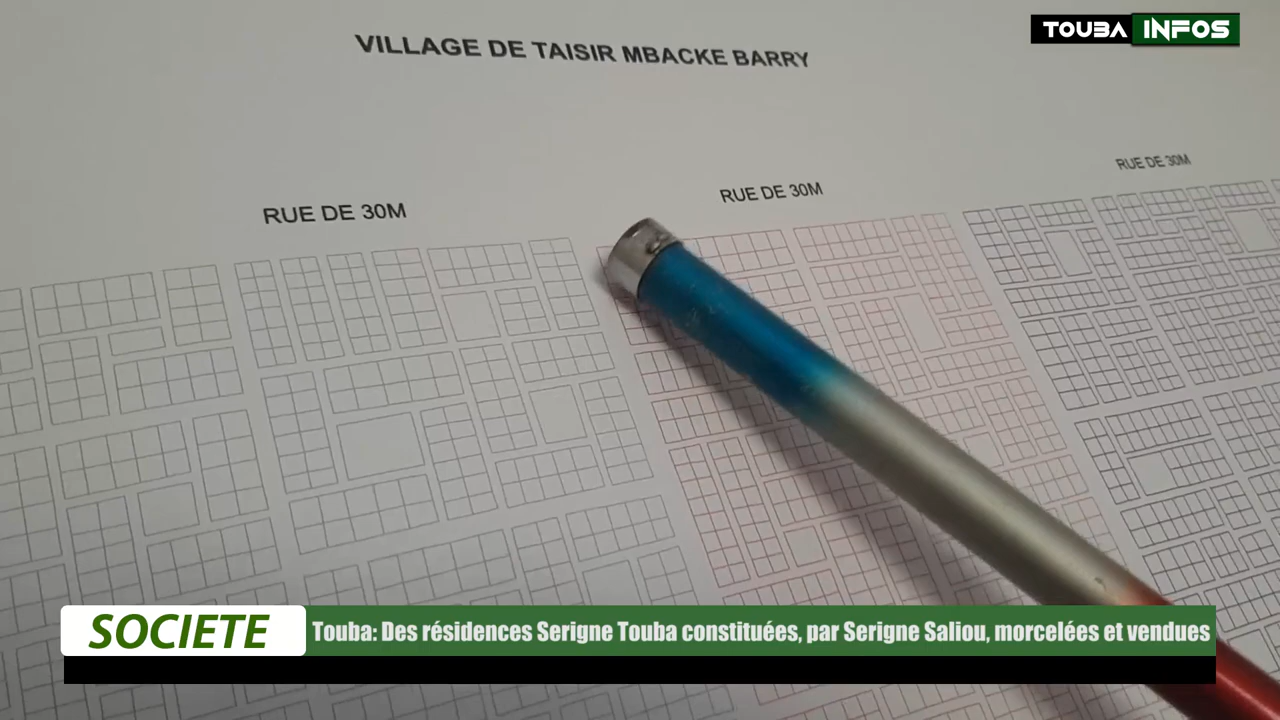 TOUBA INFOS
VILLAGE DE TAISIR MBACKE BARRY
RUE DE 30M
RUE DE 30M
RUE DE 30M
SOCIETE
Touba: Des résidences Serigne Touba constituées, par Serigne Saliou, morcelées et vendues